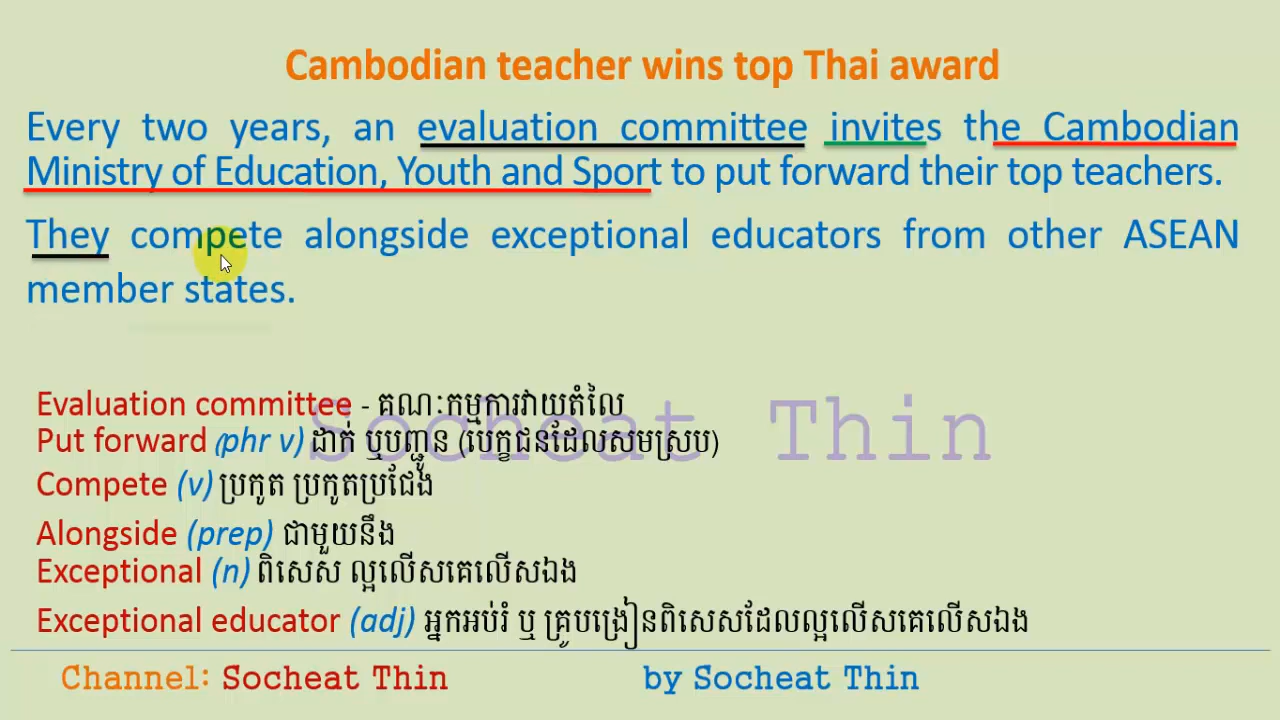 Cambodian teacher wins top Thai award
Every two years, an evaluation committee invites the Cambodian
Ministry of Education, Youth and Sport to put forward their top teachers.
They compete alongside exceptional educators from other ASEAN
member states.
Evaluation committee - គណៈកម្មការវាយតំលៃ
Socheat Thin
Put forward (phr v) ដាក់ ឬបញ្ជូន (បេក្ខជនដែលសមស្រប)
Compete (v) ប្រកួត ប្រកួតប្រជែង
Alongside (prep) ជាមួយនឹង
Exceptional (n) ពិសេស ល្អលើសគេលើសឯង
Exceptional educator (adj) អ្នកអប់រំ ឬ គ្រូបង្រៀនពិសេសដែលល្អលើសគេលើសឯង
Channel: Socheat Thin by Socheat Thin